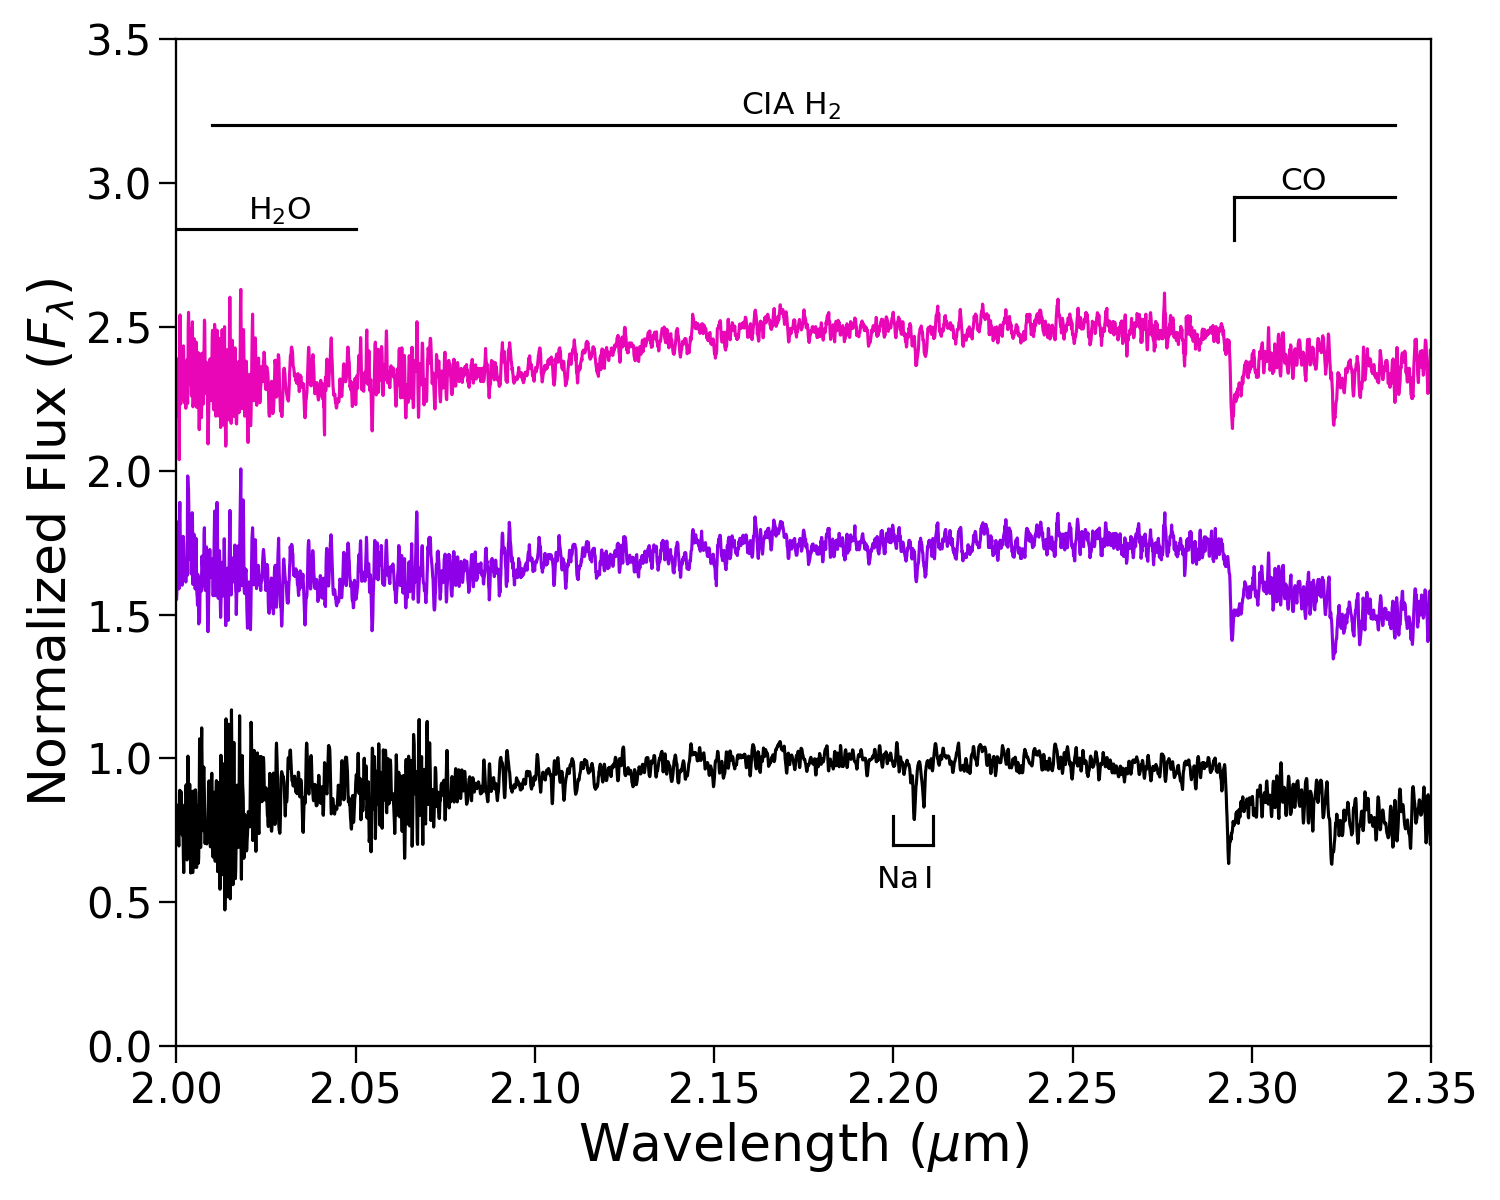 3.5
CIA H₂
3.0
CO
H₂O
2.5
2.0
1.5
1.0
Na I
0.5
0.0
2.00 2.05 2.10 2.15 2.20 2.25 2.30 2.35
Wavelength (μm)
Normalized Flux (Fλ)